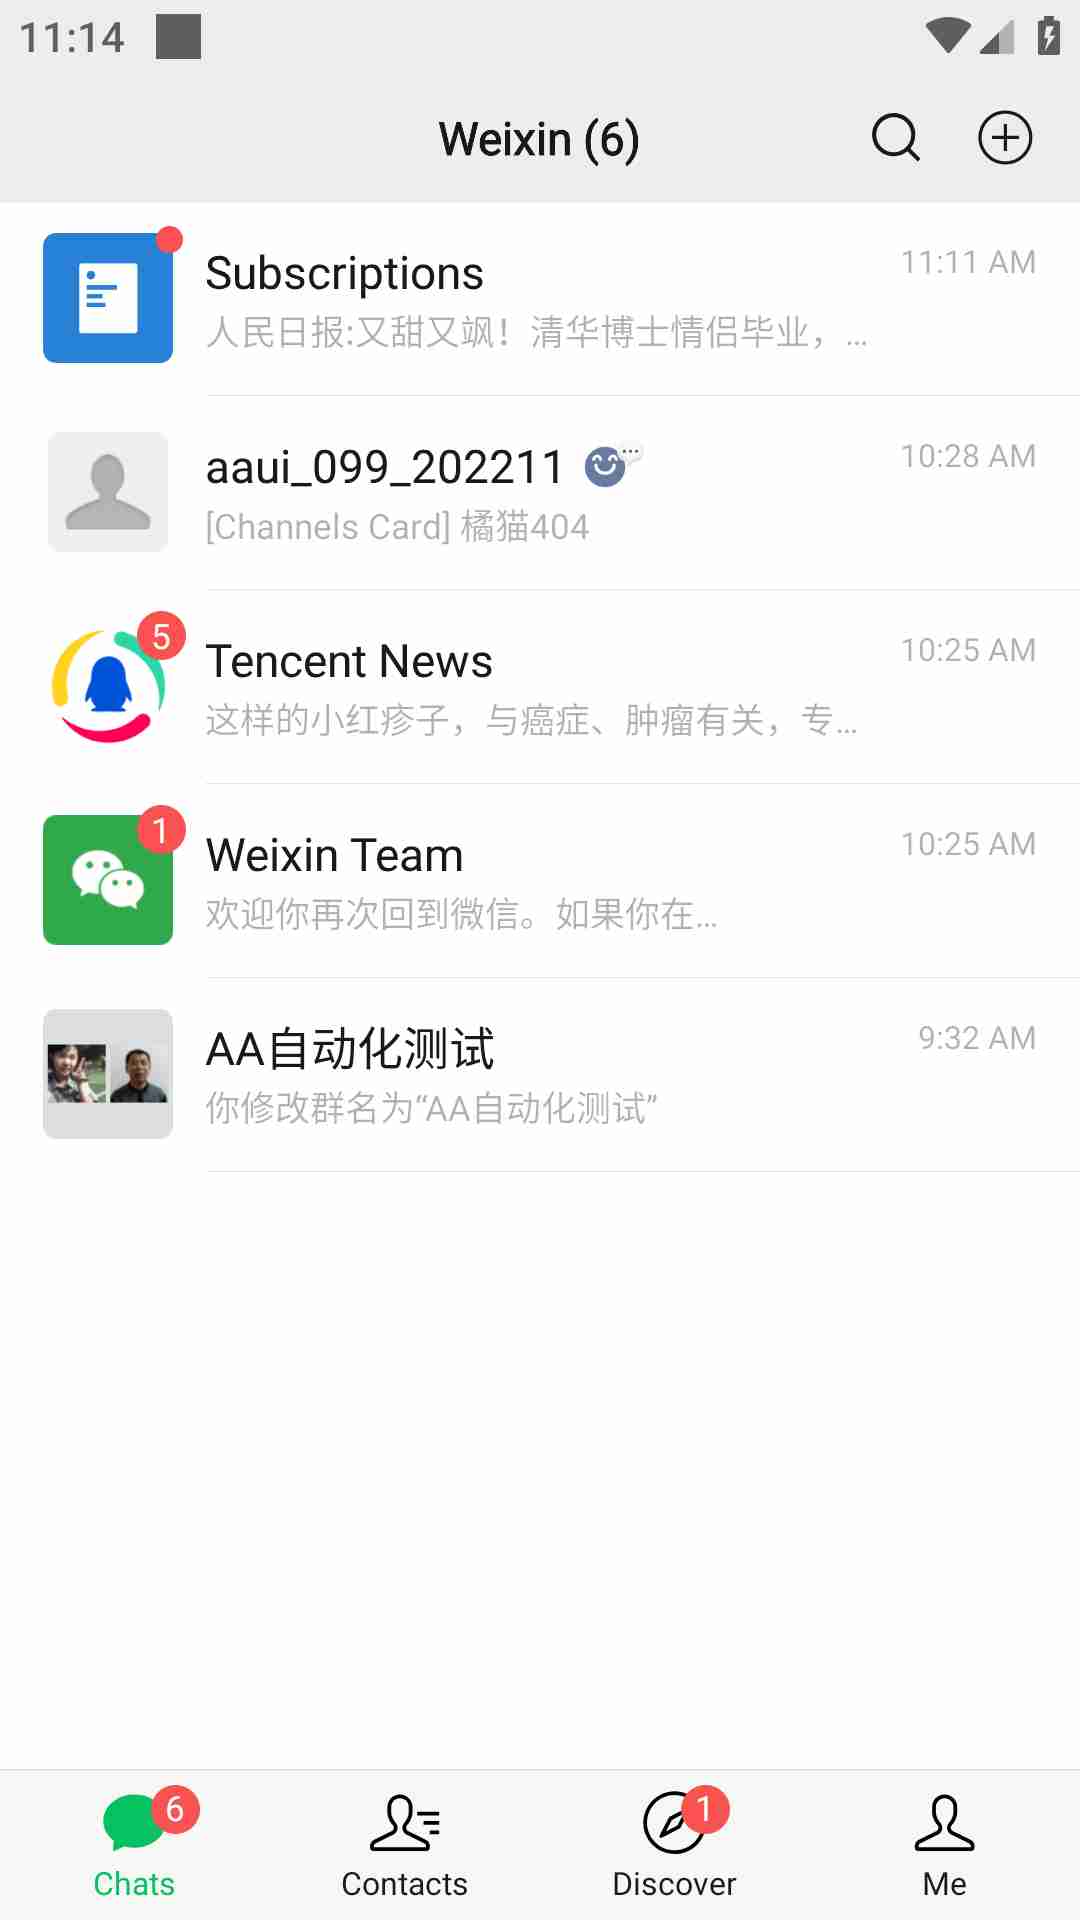 11:14
Weixin (6)
Subscriptions
11:11 AM
人民日报:又甜又飒！清华博士情侣毕业，...
aaui_099_202211
10:28 AM
[Channels Card] 橘猫404
5
Tencent News
10:25 AM
这样的小红疹子，与癌症、肿瘤有关，专...
1
Weixin Team
10:25 AM
欢迎你再次回到微信。如果你在...
AA自动化测试
9:32 AM
你修改群名为“AA自动化测试”
6
1
Chats
Contacts
Discover
Me